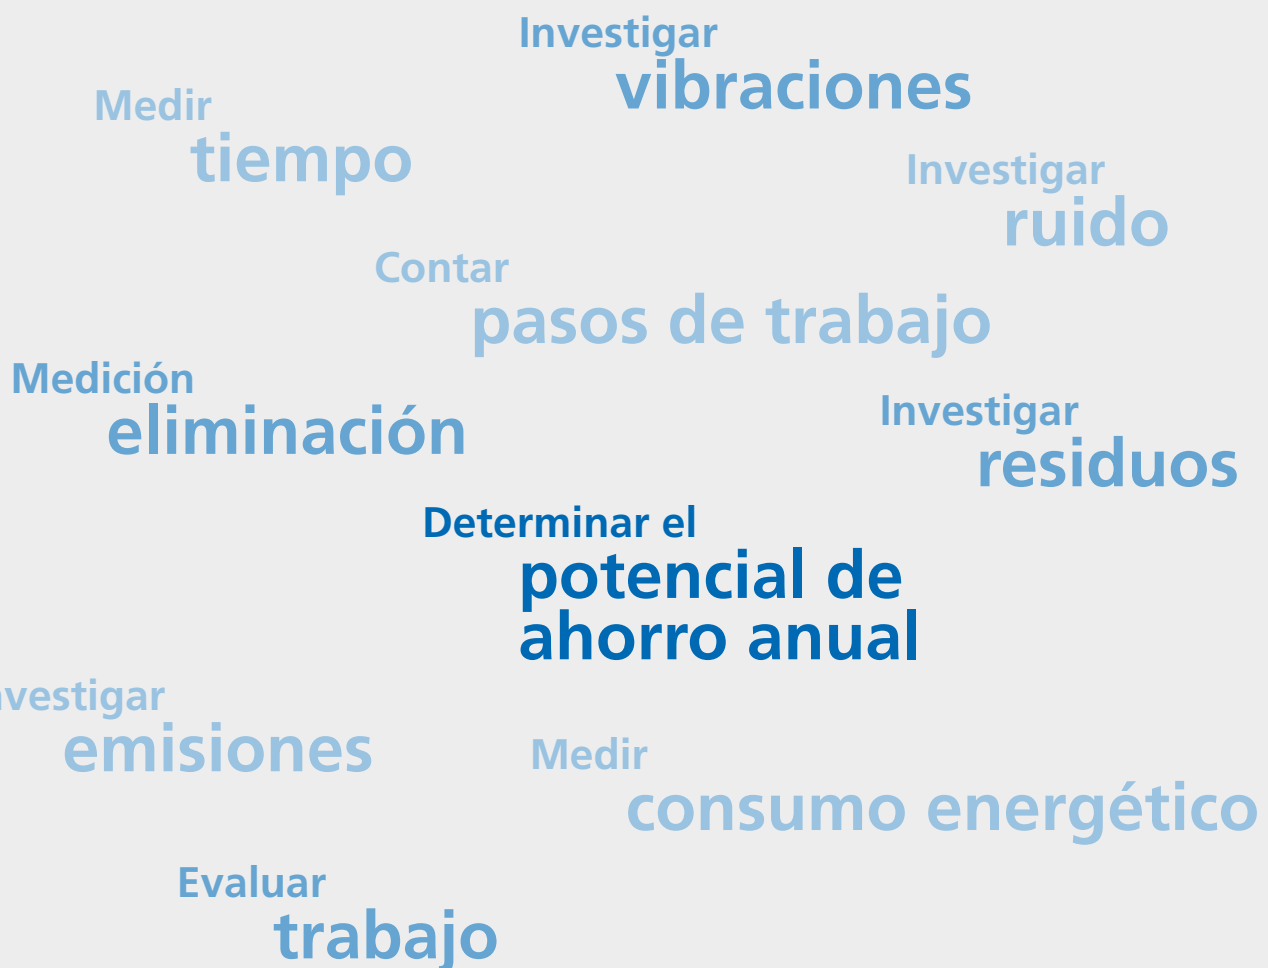 Investigar
vibraciones
Medir
tiempo
Investigar
ruido
Contar
pasos de trabajo
Medición
eliminación
Investigar
residuos
Determinar el
potencial de
ahorro anual
vestigar
emisiones
Medir
consumo energético
Evaluar
trabajo